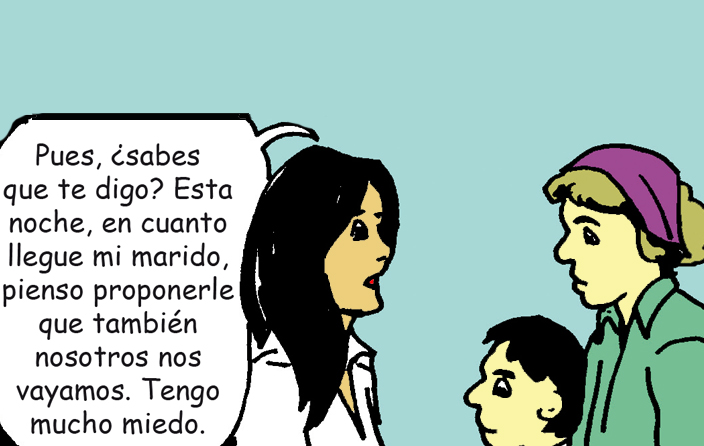 Pues, ¿sabes
que te digo? Esta
noche, en cuanto
llegue mi marido,
pienso proponerle
que también
nosotros nos
vayamos. Tengo
mucho miedo.